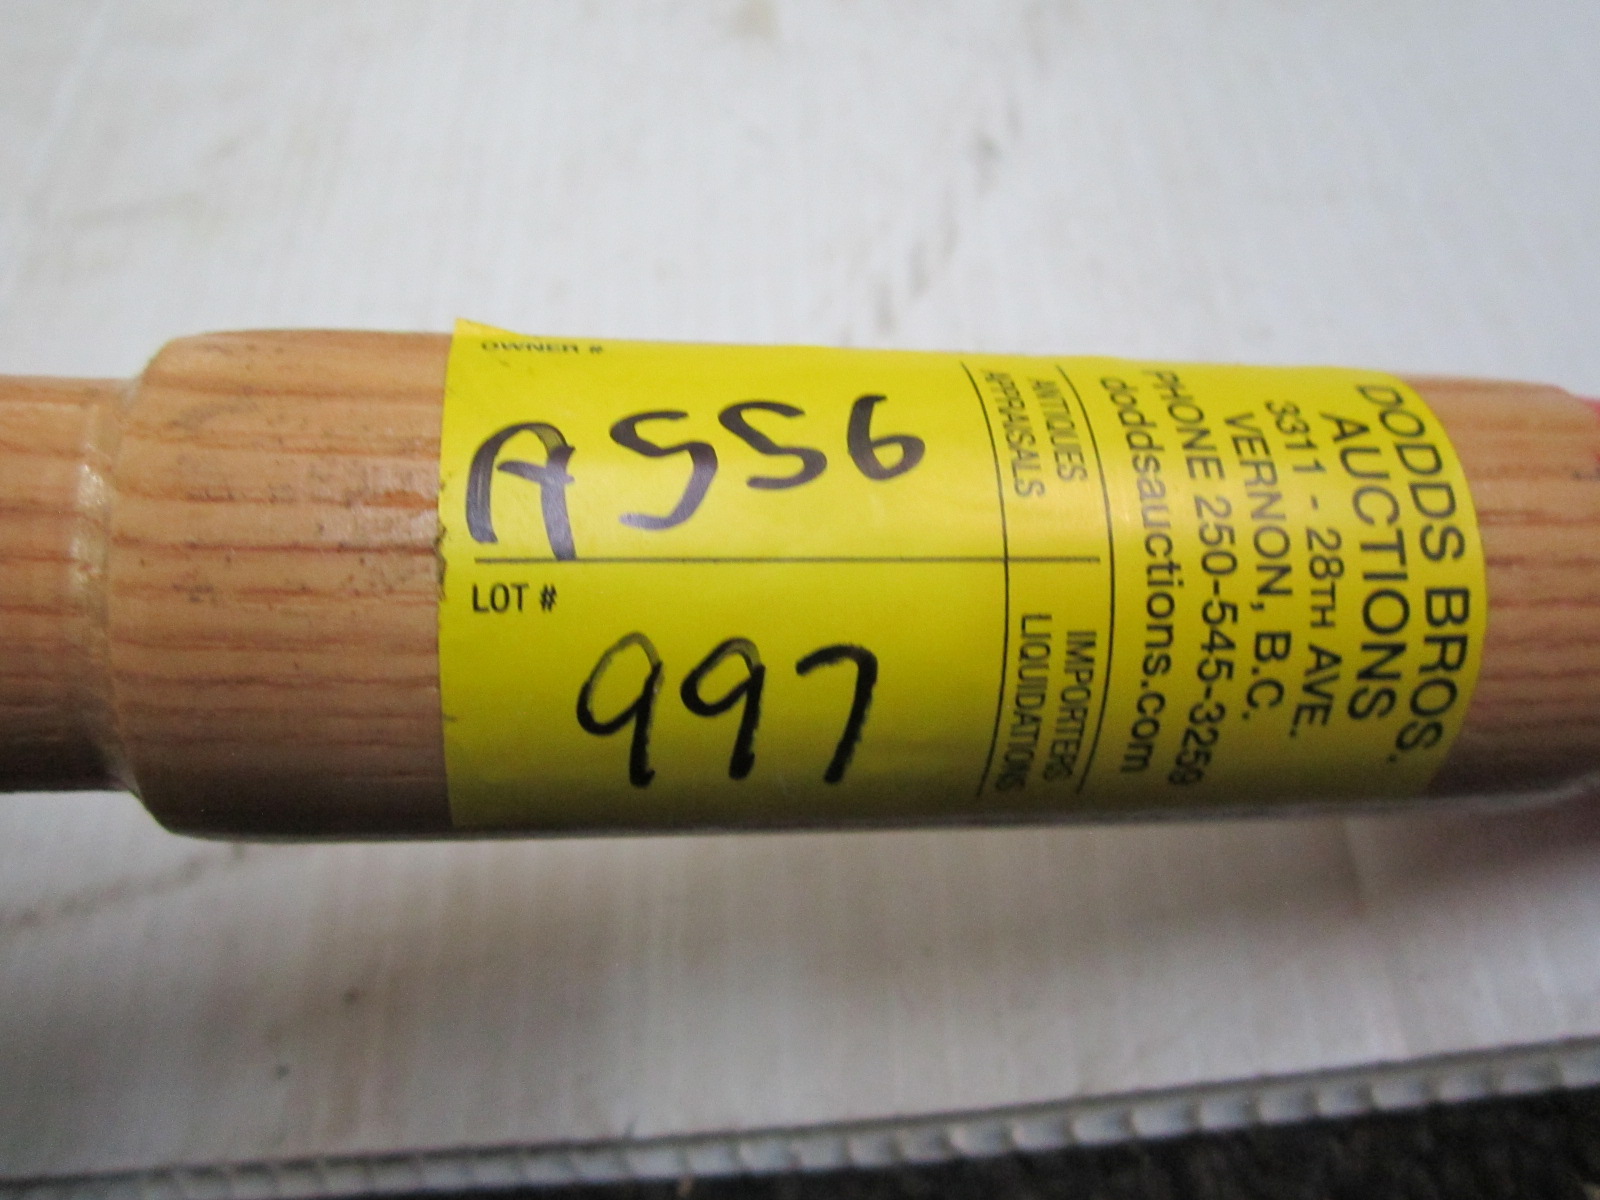 DODDS BROS.
AUCTIONS
3311 - 28TH AVE.
VERNON, B.C.
PHONE 250-545-3259
doddsauctions.com
ANTIQUES
APPRAISALS
IMPORTERS
LIQUIDATIONS
OWNER #
A556
LOT #
997